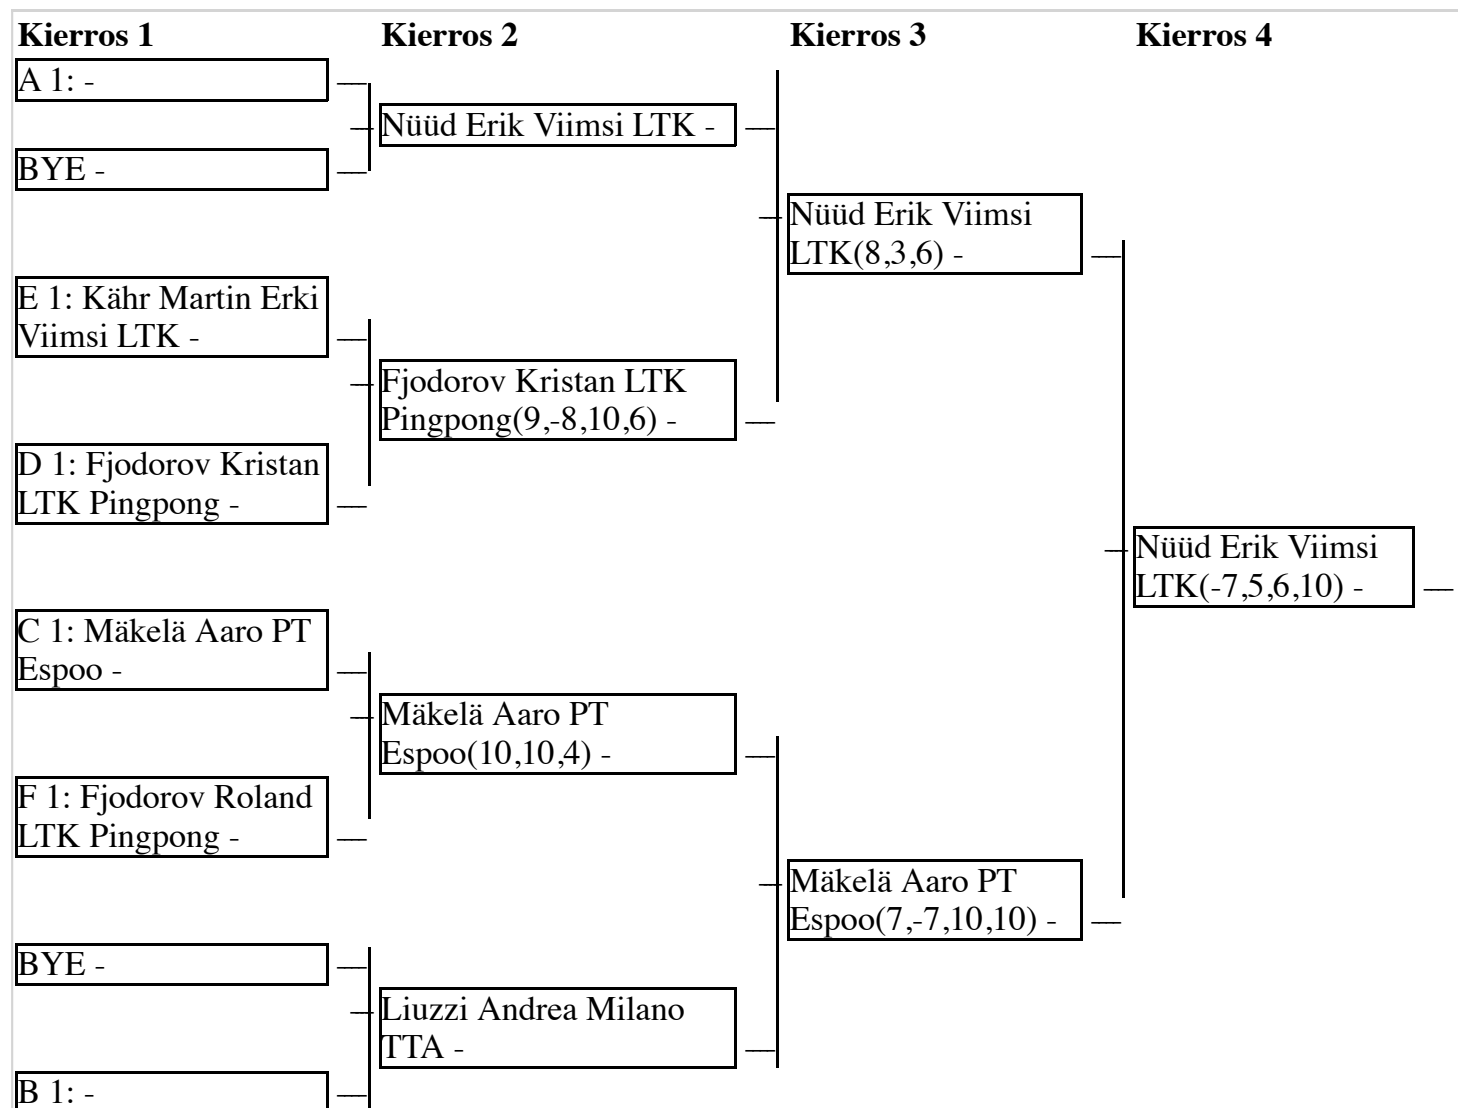 Kierros 1
Kierros 2
Kierros 3
Kierros 4
A 1: -
Nüüd Erik Viimsi LTK -
BYE -
Nüüd Erik Viimsi
LTK(8,3,6) -
E 1: Kähr Martin Erki
Viimsi LTK -
Fjodorov Kristan LTK
Pingpong(9,-8,10,6) -
D 1: Fjodorov Kristan
LTK Pingpong -
Nüüd Erik Viimsi
LTK(-7,5,6,10) -
C 1: Mäkelä Aaro PT
Espoo -
Mäkelä Aaro PT
Espoo(10,10,4) -
F 1: Fjodorov Roland
LTK Pingpong -
Mäkelä Aaro PT
Espoo(7,-7,10,10) -
BYE -
Liuzzi Andrea Milano
TTA -
B 1: -